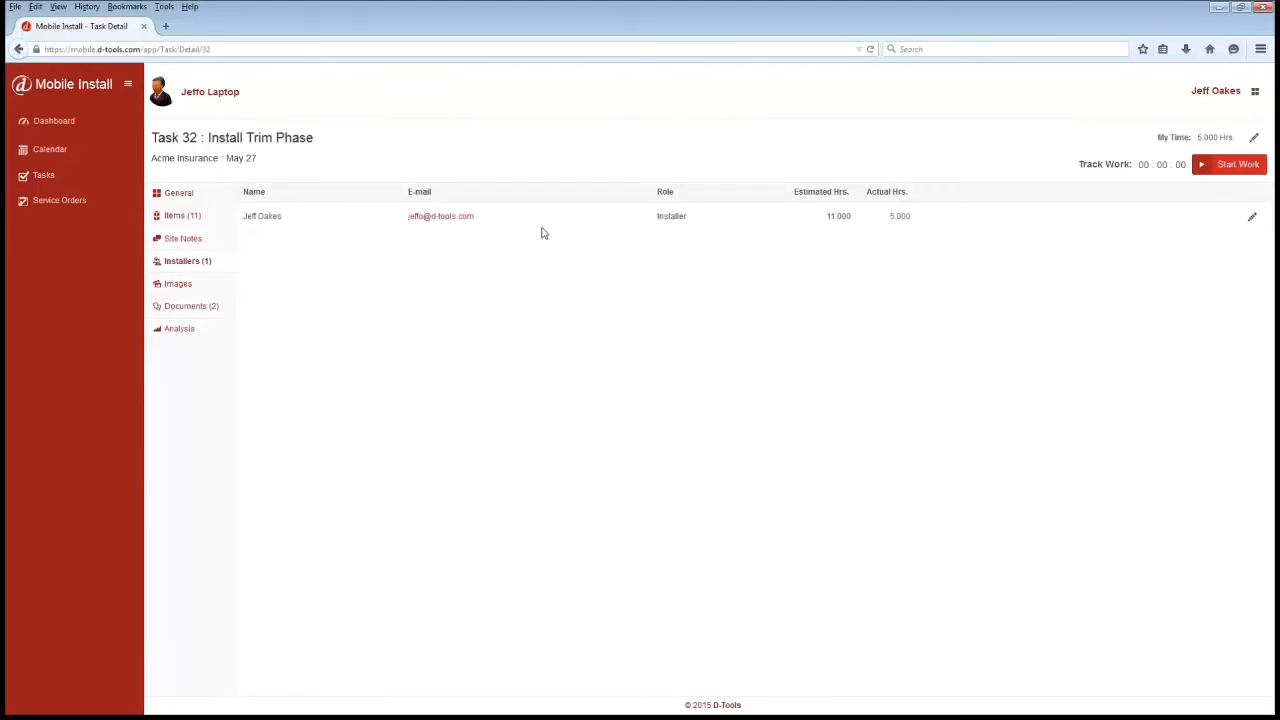 File Edit View History Bookmarks Tools Help
Mobile Install - Task Detail
https://mobile.d-tools.com/app/Task/Detail/32
Search
Mobile Install
Jeffo Laptop
Jeff Oakes
Dashboard
Calendar
Tasks
Service Orders
Task 32 : Install Trim Phase
My Time: 5.000 Hrs.
Acme Insurance : May 27
Track Work: 00 : 00 : 00 Start Work
General
Items (11)
Site Notes
Installers (1)
Images
Documents (2)
Analysis
Name E-mail Role Estimated Hrs. Actual Hrs.
Jeff Oakes jeffo@d-tools.com Installer 11.000 5.000
© 2015 D-Tools